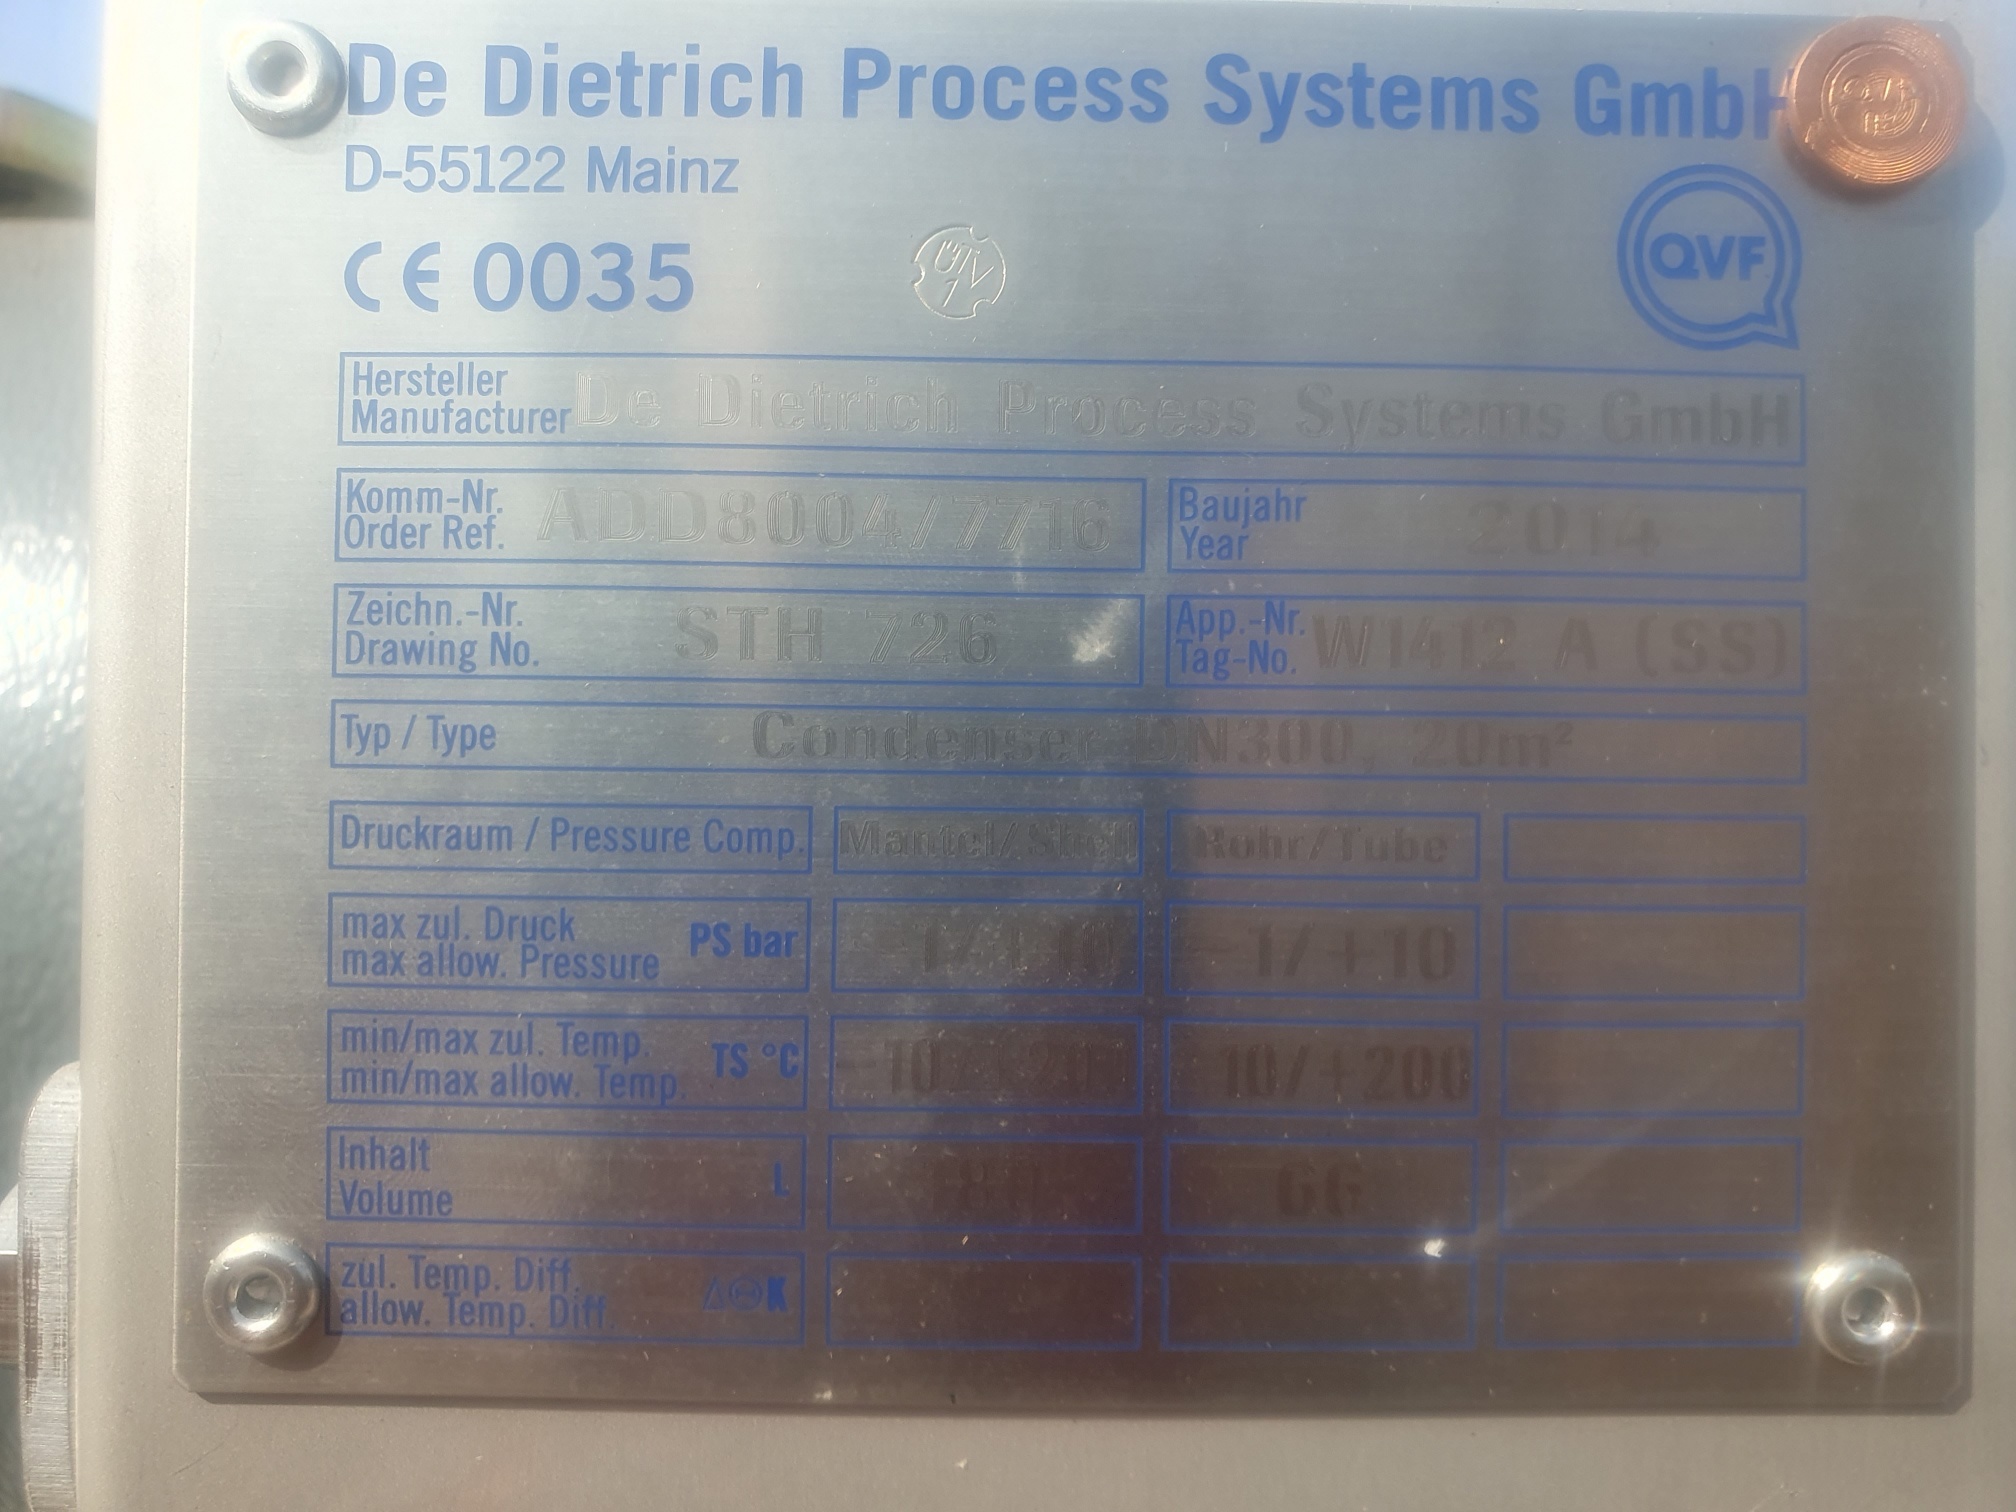 De Dietrich Process Systems GmbH
D-55122 Mainz
CE 0035
QVF
Hersteller
Manufacturer
De Dietrich Process Systems GmbH
Komm-Nr.
Order Ref.
ADD8004/7716
Baujahr
Year
2014
Zeichn.-Nr.
Drawing No.
STH 726
App.-Nr.
Tag-No.
W1412 A (SS)
Typ / Type
Condenser DN300, 20m²
Druckraum / Pressure Comp.
Mantel/Shell
Rohr/Tube
max zul. Druck
max allow. Pressure
PS bar
-1/+10
-1/+10
min/max zul. Temp.
min/max allow. Temp.
TS °C
-10/+200
10/+200
Inhalt
Volume
L
66
zul. Temp. Diff.
allow. Temp. Diff.
ΔΘK